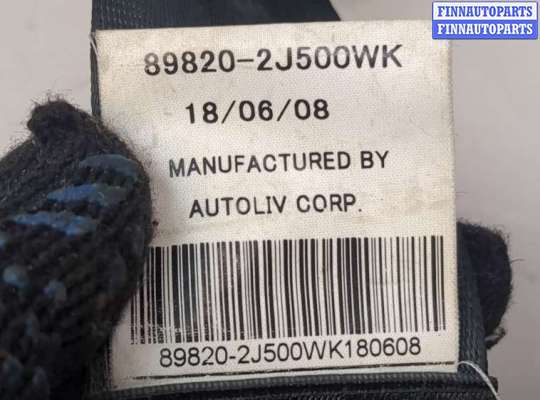 FINNAUTOPARTS
FINNAUTOPARTS
89820-2J500WK
18/06/08
MANUFACTURED BY
AUTOLIV CORP.
89820-2J500WK180608